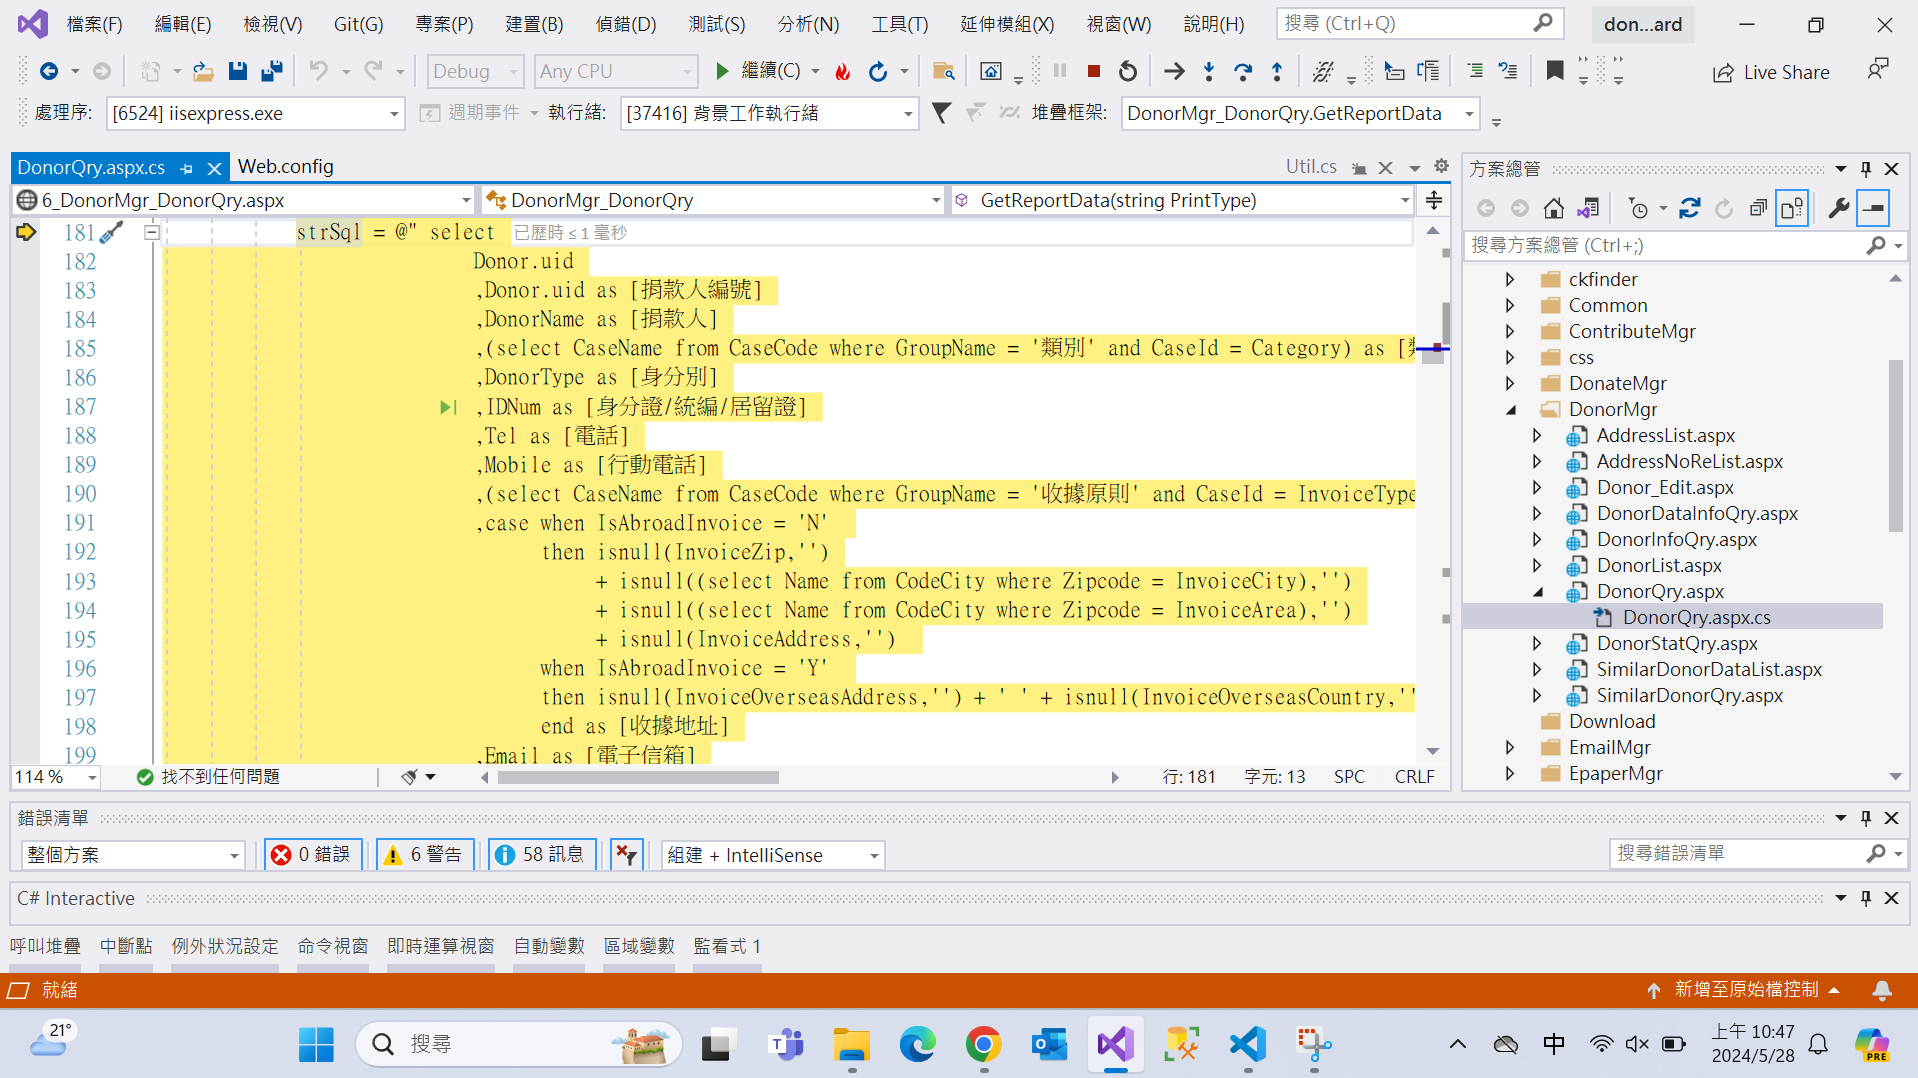 檔案(F) 編輯(E) 檢視(V) Git(G) 專案(P) 建置(B) 偵錯(D) 測試(S) 分析(N) 工具(T) 延伸模組(X) 視窗(W) 說明(H) 搜尋 (Ctrl+Q) don...ard
Debug Any CPU 繼續(C) Live Share
處理序: [6524] iisexpress.exe 週期事件 執行緒: [37416] 背景工作執行緒 堆疊框架: DonorMgr_DonorQry.GetReportData
DonorQry.aspx.cs Web.config Util.cs
6_DonorMgr_DonorQry.aspx DonorMgr_DonorQry GetReportData(string PrintType)
181 strSql = @" select 已歷時 ≤ 1 毫秒
182 Donor.uid
183 ,Donor.uid as [捐款人編號]
184 ,DonorName as [捐款人]
185 ,(select CaseName from CaseCode where GroupName = '類別' and CaseId = Category) as [
186 ,DonorType as [身分別]
187 ,IDNum as [身分證/統編/居留證]
188 ,Tel as [電話]
189 ,Mobile as [行動電話]
190 ,(select CaseName from CaseCode where GroupName = '收據原則' and CaseId = InvoiceType
191 ,case when IsAbroadInvoice = 'N'
192 then isnull(InvoiceZip,'')
193 + isnull((select Name from CodeCity where Zipcode = InvoiceCity),'')
194 + isnull((select Name from CodeCity where Zipcode = InvoiceArea),'')
195 + isnull(InvoiceAddress,'')
196 when IsAbroadInvoice = 'Y'
197 then isnull(InvoiceOverseasAddress,'') + ' ' + isnull(InvoiceOverseasCountry,''
198 end as [收據地址]
199 ,Email as [電子信箱]
114 % 找不到任何問題 行: 181 字元: 13 SPC CRLF
方案總管
搜尋方案總管 (Ctrl+;)
ckfinder
Common
ContributeMgr
css
DonateMgr
DonorMgr
AddressList.aspx
AddressNoReList.aspx
Donor_Edit.aspx
DonorDataInfoQry.aspx
DonorInfoQry.aspx
DonorList.aspx
DonorQry.aspx
DonorQry.aspx.cs
DonorStatQry.aspx
SimilarDonorDataList.aspx
SimilarDonorQry.aspx
Download
EmailMgr
EpaperMgr
錯誤清單
整個方案 0 錯誤 6 警告 58 訊息 組建 + IntelliSense 搜尋錯誤清單
C# Interactive
呼叫堆疊 中斷點 例外狀況設定 命令視窗 即時運算視窗 自動變數 區域變數 監看式 1
就緒 新增至原始檔控制
21° 搜尋 中 上午 10:47
2024/5/28 PRE